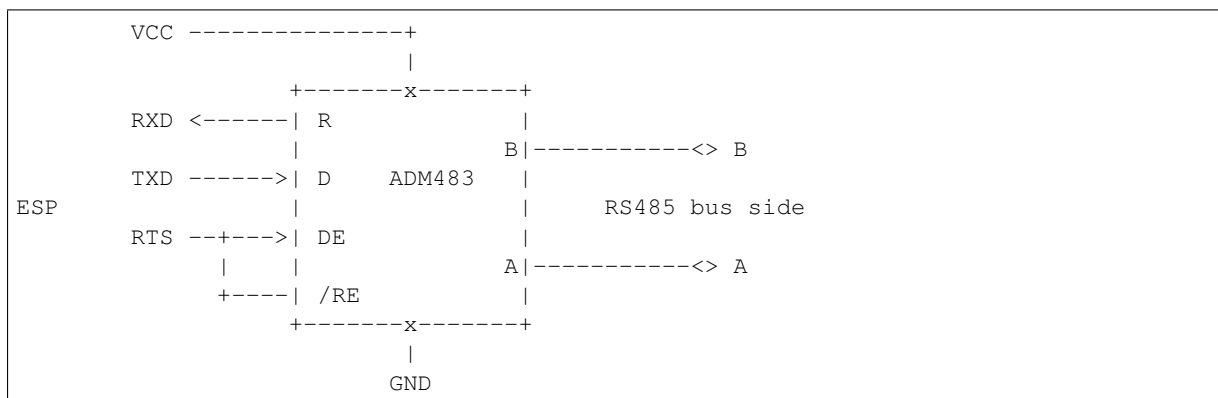 VCC ---------------+
|
+-------x-------+
RXD <------| R |
| B|-----------<> B
TXD ------>| D ADM483 |
ESP | | RS485 bus side
RTS --+--->| DE |
| | A|-----------<> A
+----| /RE |
+-------x-------+
|
GND